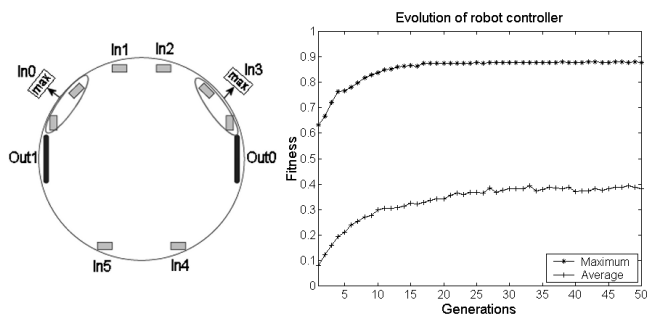 In0
max
In1
In2
In3
max
Out1
Out0
In5
In4
Evolution of robot controller
Fitness
1
0.9
0.8
0.7
0.6
0.5
0.4
0.3
0.2
0.1
0
5
10
15
20
25
30
35
40
45
50
Generations
Maximum
Average